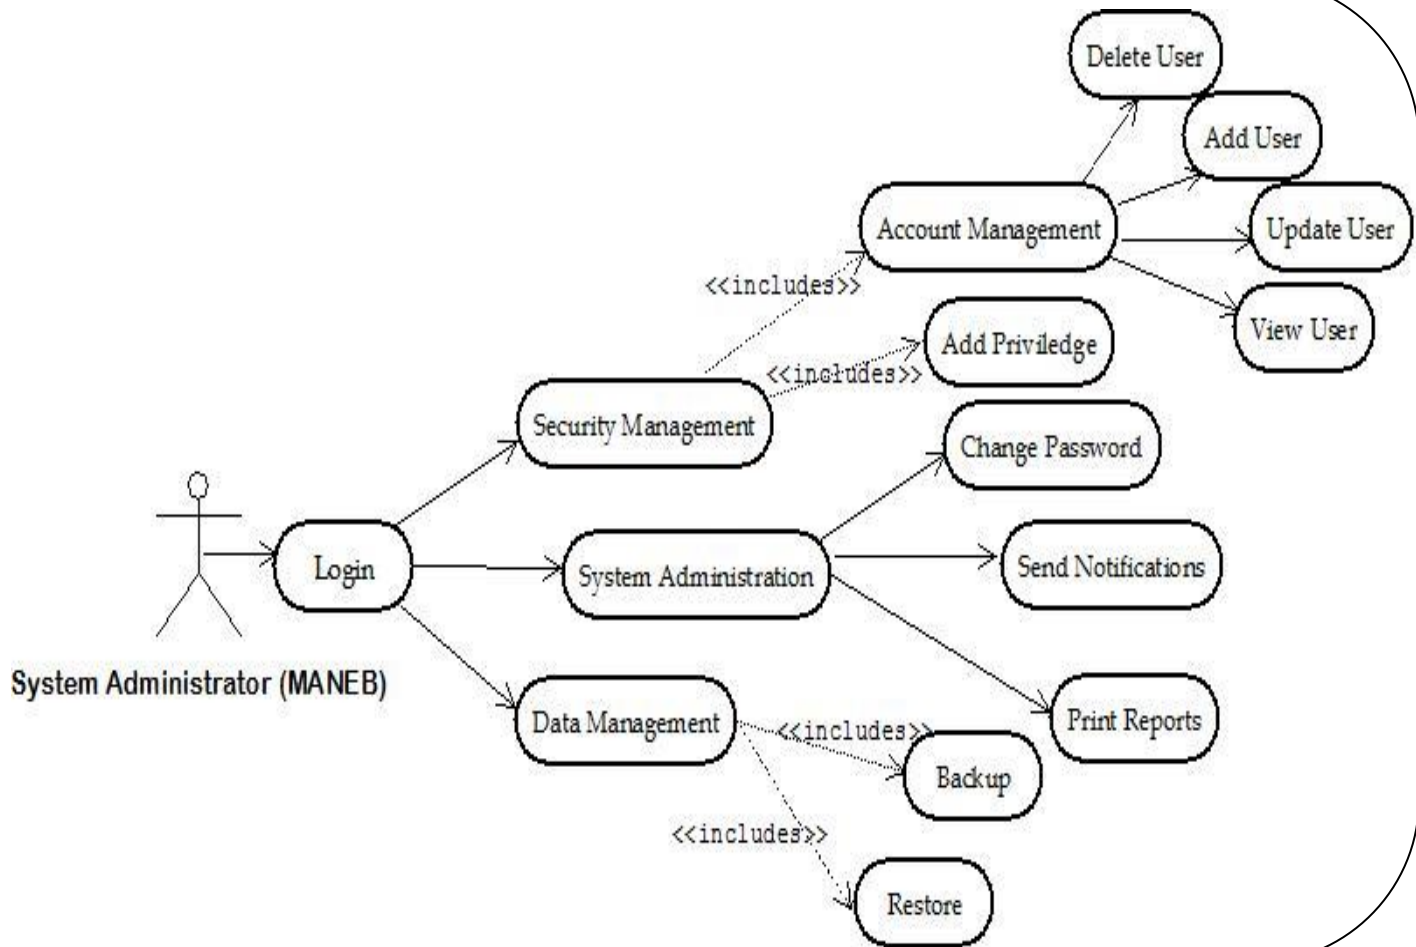 Delete User
Add User
Account Management
Update User
<<includes>>
View User
Add Priviledge
<<includes>>
Security Management
Change Password
Login
System Administration
Send Notifications
System Administrator (MANEB)
Data Management
<<includes>>
Print Reports
Backup
<<includes>>
Restore